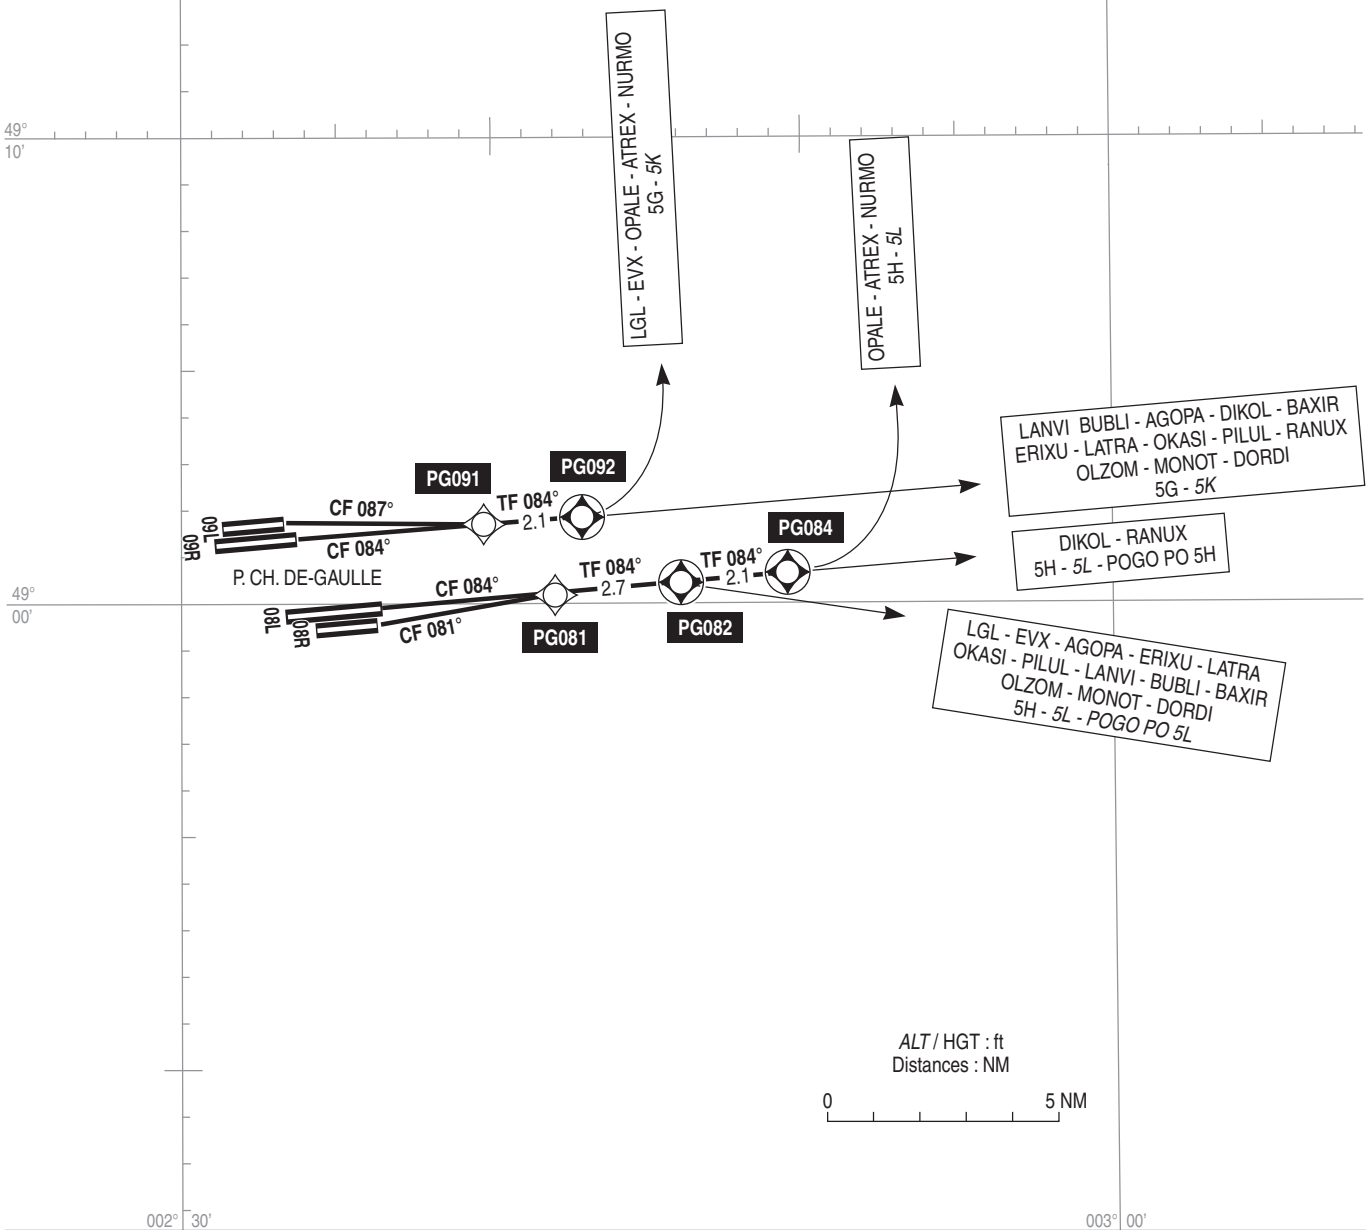 49°
10'
LGL - EVX - OPALE - ATREX - NURMO
5G - 5K
OPALE - ATREX - NURMO
5H - 5L
LANVI BUBLI - AGOPA - DIKOL - BAXIR
ERIXU - LATRA - OKASI - PILUL - RANUX
OLZOM - MONOT - DORDI
5G - 5K
PG091
PG092
CF 087°
TF 084°
2.1
09L
09R
CF 084°
P. CH. DE-GAULLE
PG084
DIKOL - RANUX
5H - 5L - POGO PO 5H
CF 084°
TF 084°
2.7
TF 084°
2.1
49°
00'
08L
08R
CF 081°
PG081
PG082
LGL - EVX - AGOPA - ERIXU - LATRA
OKASI - PILUL - LANVI - BUBLI - BAXIR
OLZOM - MONOT - DORDI
5H - 5L - POGO PO 5L
ALT / HGT : ft
Distances : NM
0 5 NM
002° 30'
003° 00'